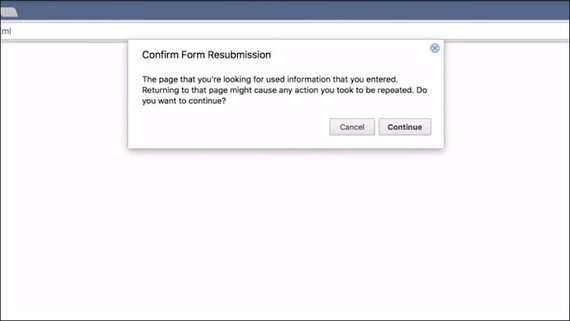 ml
Confirm Form Resubmission
The page that you're looking for used information that you entered.
Returning to that page might cause any action you took to be repeated. Do
you want to continue?
Cancel Continue